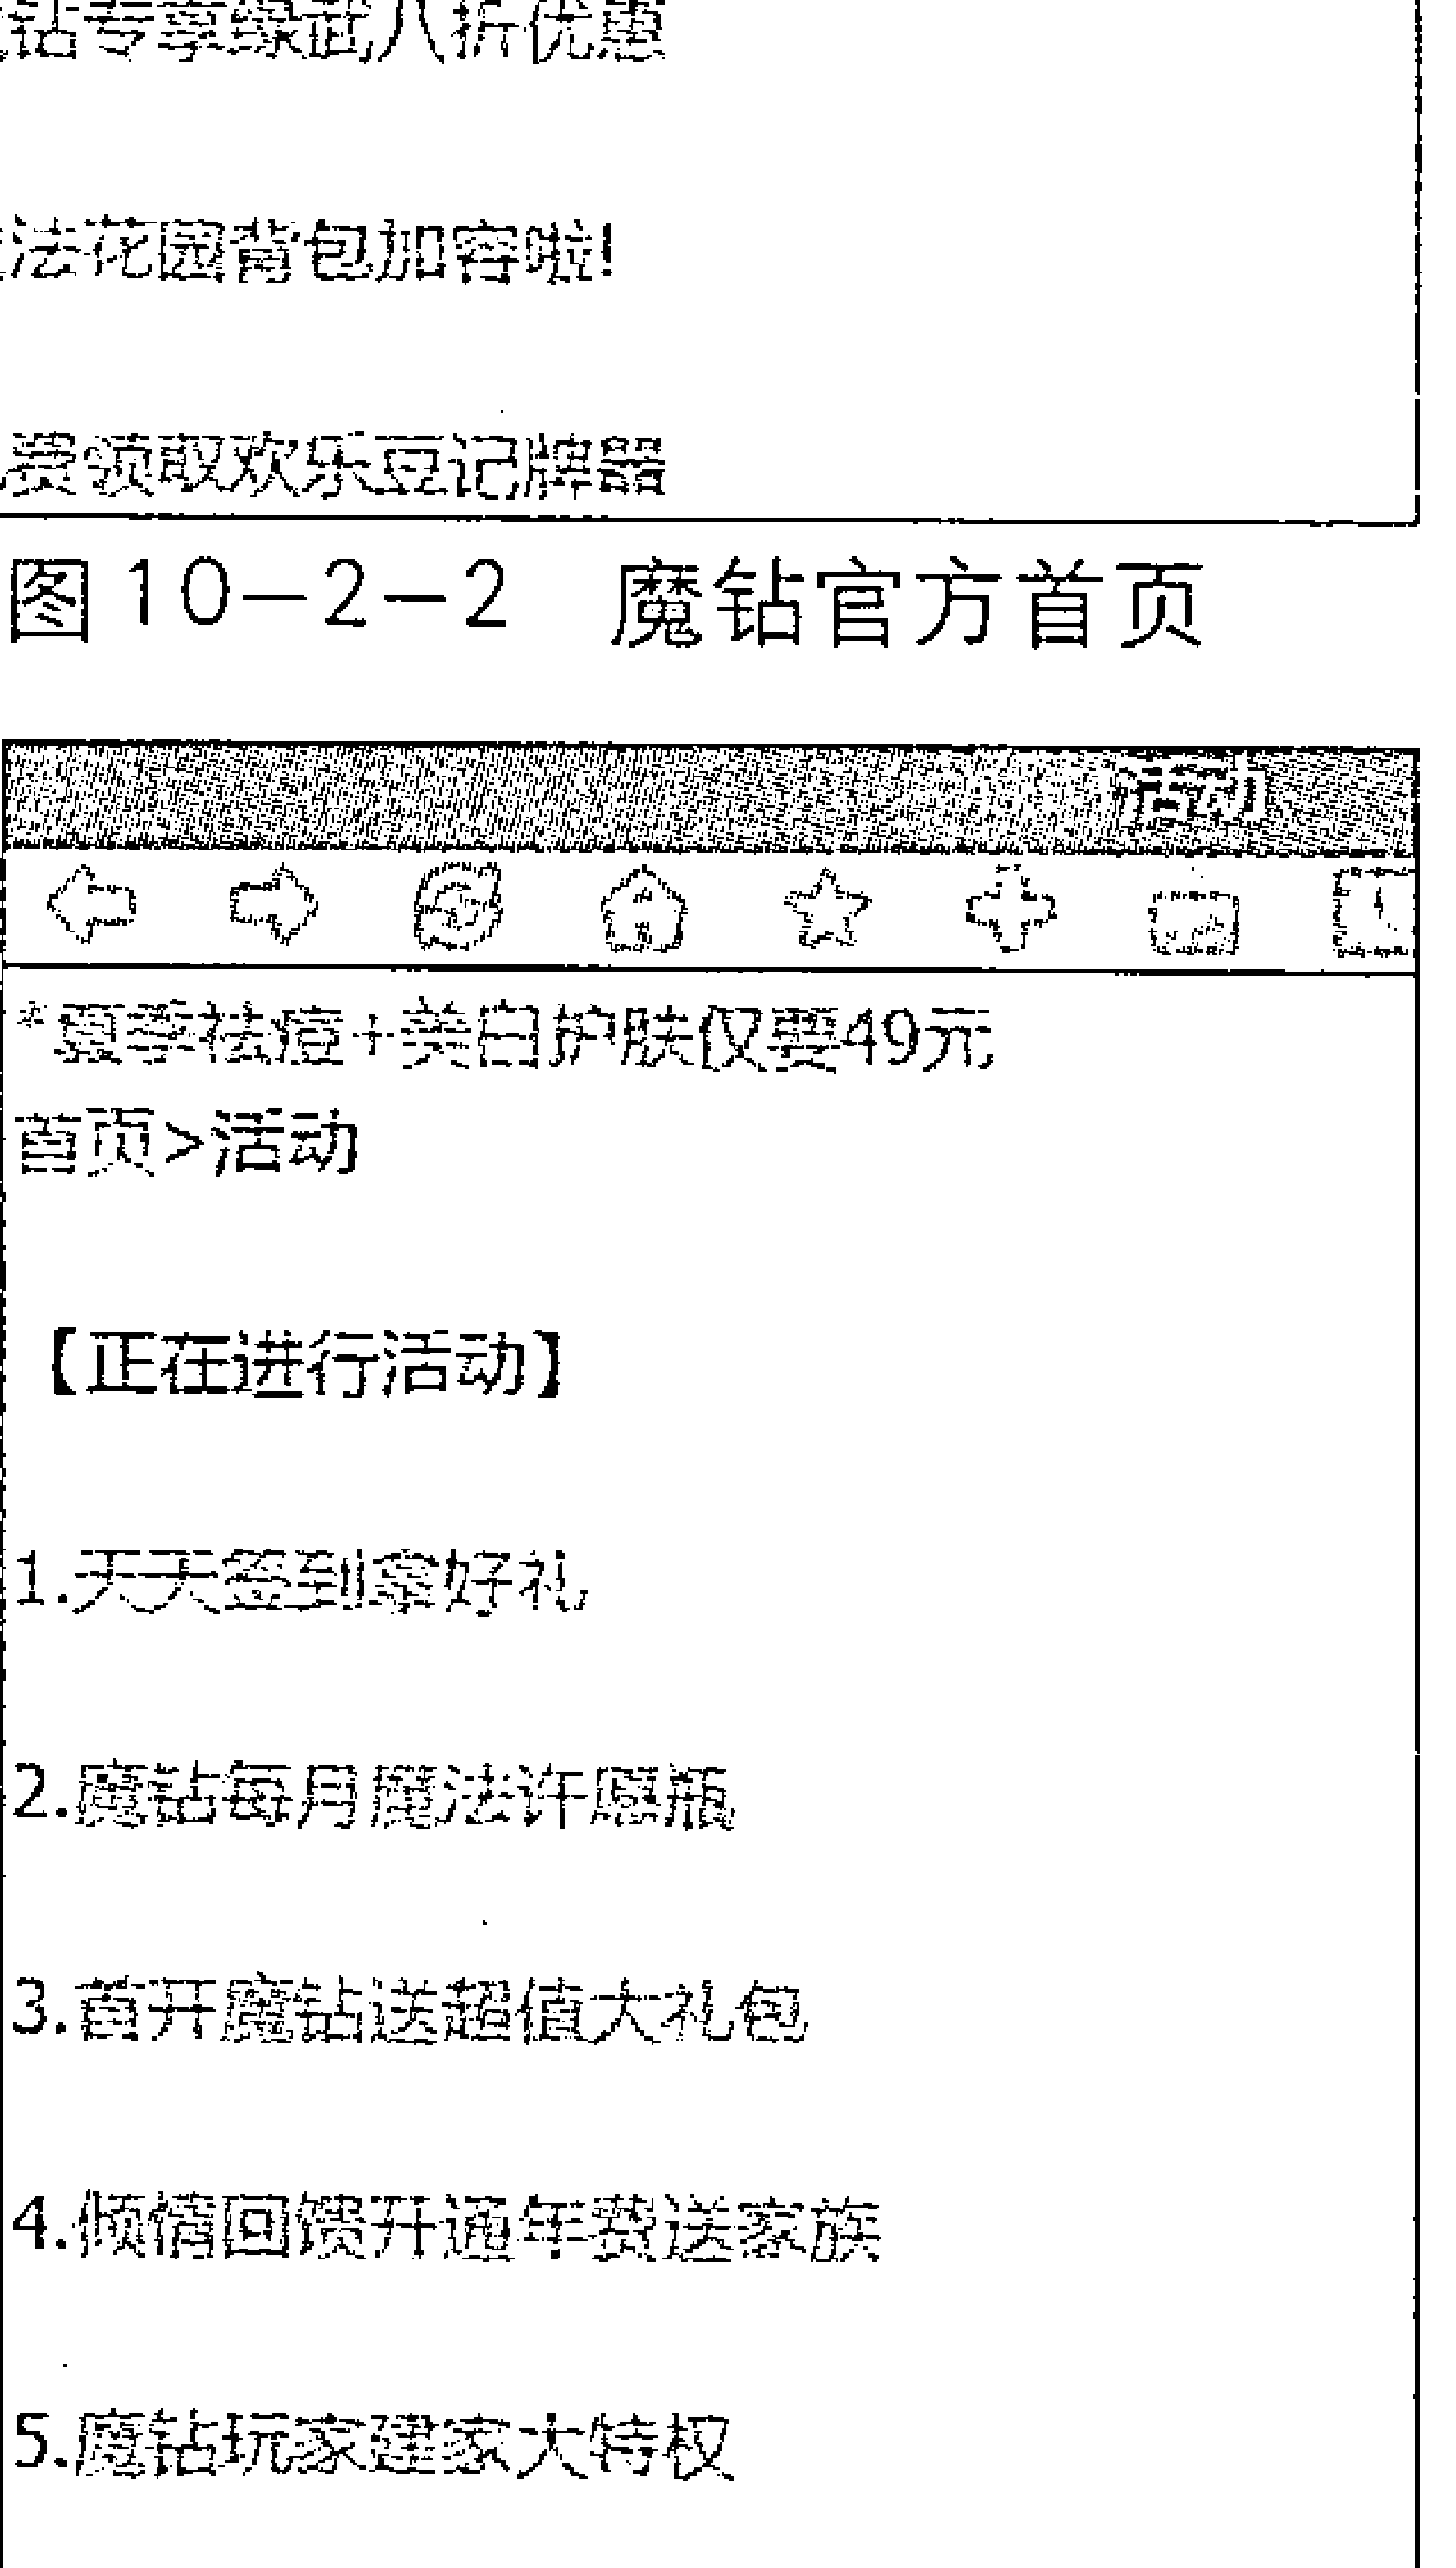 钻专享绿武八折优惠
法花园背包加容啦!
费领取欢乐豆记牌器
图10-2-2 魔钻官方首页
活动
*夏季祛痘+美白护肤仅要49元
首页>活动
【正在进行活动】
1.天天签到拿好礼
2.魔钻每月魔法许愿瓶
3.首开魔钻送超值大礼包
4.倾情回馈开通年费送家族
5.魔钻玩家建家大特权